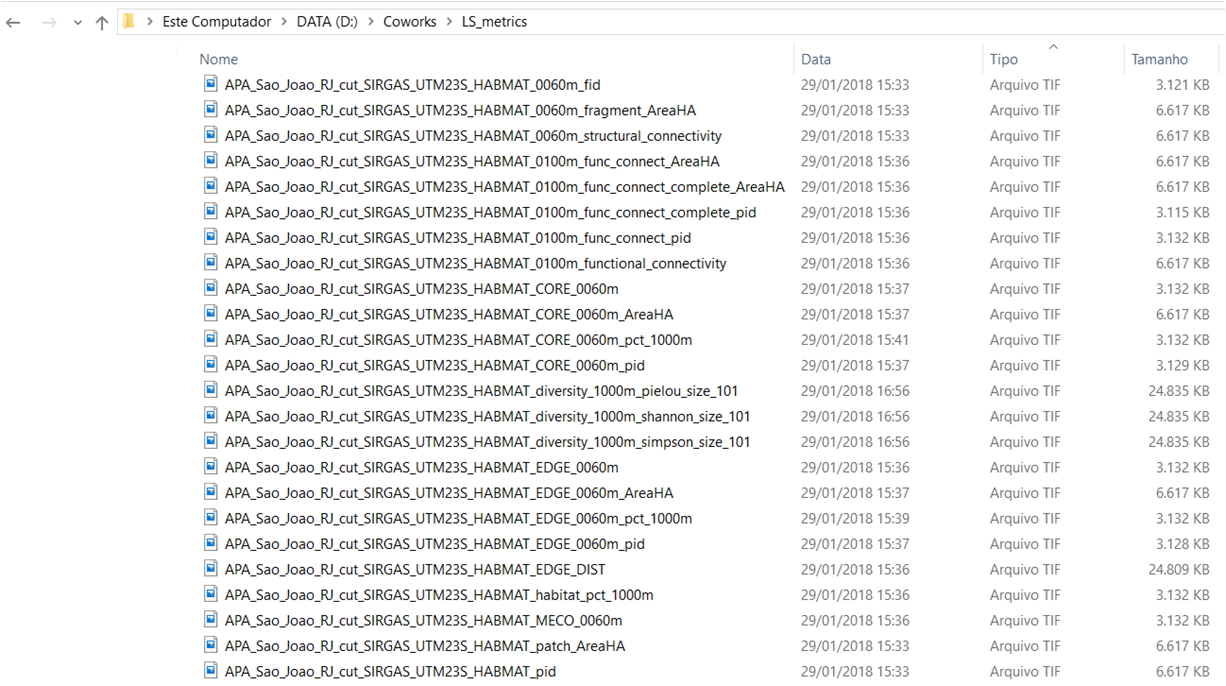 Este Computador > DATA (D:) > Coworks > LS_metrics
Nome Data Tipo Tamanho
APA_Sao_Joao_RJ_cut_SIRGAS_UTM23S_HABMAT_0060m_fid 29/01/2018 15:33 Arquivo TIF 3.121 KB
APA_Sao_Joao_RJ_cut_SIRGAS_UTM23S_HABMAT_0060m_fragment_AreaHA 29/01/2018 15:33 Arquivo TIF 6.617 KB
APA_Sao_Joao_RJ_cut_SIRGAS_UTM23S_HABMAT_0060m_structural_connectivity 29/01/2018 15:33 Arquivo TIF 6.617 KB
APA_Sao_Joao_RJ_cut_SIRGAS_UTM23S_HABMAT_0100m_func_connect_AreaHA 29/01/2018 15:36 Arquivo TIF 6.617 KB
APA_Sao_Joao_RJ_cut_SIRGAS_UTM23S_HABMAT_0100m_func_connect_complete_AreaHA 29/01/2018 15:36 Arquivo TIF 6.617 KB
APA_Sao_Joao_RJ_cut_SIRGAS_UTM23S_HABMAT_0100m_func_connect_complete_pid 29/01/2018 15:36 Arquivo TIF 3.115 KB
APA_Sao_Joao_RJ_cut_SIRGAS_UTM23S_HABMAT_0100m_func_connect_pid 29/01/2018 15:36 Arquivo TIF 3.132 KB
APA_Sao_Joao_RJ_cut_SIRGAS_UTM23S_HABMAT_0100m_functional_connectivity 29/01/2018 15:36 Arquivo TIF 6.617 KB
APA_Sao_Joao_RJ_cut_SIRGAS_UTM23S_HABMAT_CORE_0060m 29/01/2018 15:37 Arquivo TIF 3.132 KB
APA_Sao_Joao_RJ_cut_SIRGAS_UTM23S_HABMAT_CORE_0060m_AreaHA 29/01/2018 15:37 Arquivo TIF 6.617 KB
APA_Sao_Joao_RJ_cut_SIRGAS_UTM23S_HABMAT_CORE_0060m_pct_1000m 29/01/2018 15:41 Arquivo TIF 3.132 KB
APA_Sao_Joao_RJ_cut_SIRGAS_UTM23S_HABMAT_CORE_0060m_pid 29/01/2018 15:37 Arquivo TIF 3.129 KB
APA_Sao_Joao_RJ_cut_SIRGAS_UTM23S_HABMAT_diversity_1000m_pielou_size_101 29/01/2018 16:56 Arquivo TIF 24.835 KB
APA_Sao_Joao_RJ_cut_SIRGAS_UTM23S_HABMAT_diversity_1000m_shannon_size_101 29/01/2018 16:56 Arquivo TIF 24.835 KB
APA_Sao_Joao_RJ_cut_SIRGAS_UTM23S_HABMAT_diversity_1000m_simpson_size_101 29/01/2018 16:56 Arquivo TIF 24.835 KB
APA_Sao_Joao_RJ_cut_SIRGAS_UTM23S_HABMAT_EDGE_0060m 29/01/2018 15:36 Arquivo TIF 3.132 KB
APA_Sao_Joao_RJ_cut_SIRGAS_UTM23S_HABMAT_EDGE_0060m_AreaHA 29/01/2018 15:37 Arquivo TIF 6.617 KB
APA_Sao_Joao_RJ_cut_SIRGAS_UTM23S_HABMAT_EDGE_0060m_pct_1000m 29/01/2018 15:39 Arquivo TIF 3.132 KB
APA_Sao_Joao_RJ_cut_SIRGAS_UTM23S_HABMAT_EDGE_0060m_pid 29/01/2018 15:37 Arquivo TIF 3.128 KB
APA_Sao_Joao_RJ_cut_SIRGAS_UTM23S_HABMAT_EDGE_DIST 29/01/2018 15:36 Arquivo TIF 24.809 KB
APA_Sao_Joao_RJ_cut_SIRGAS_UTM23S_HABMAT_habitat_pct_1000m 29/01/2018 15:36 Arquivo TIF 3.132 KB
APA_Sao_Joao_RJ_cut_SIRGAS_UTM23S_HABMAT_MECO_0060m 29/01/2018 15:36 Arquivo TIF 3.132 KB
APA_Sao_Joao_RJ_cut_SIRGAS_UTM23S_HABMAT_patch_AreaHA 29/01/2018 15:33 Arquivo TIF 6.617 KB
APA_Sao_Joao_RJ_cut_SIRGAS_UTM23S_HABMAT_pid 29/01/2018 15:33 Arquivo TIF 6.617 KB